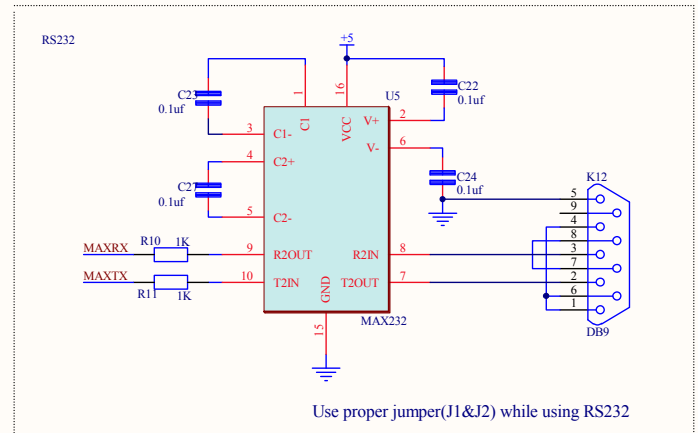 RS232
+5
C23
0.1uf
C22
0.1uf
1
16
U5
C1
VCC
V+
2
3
C1-
V-
6
4
C2+
C24
0.1uf
K12
C27
0.1uf
5
C2-
5
9
4
8
3
7
2
6
1
MAXRX
R10
1K
9
R2OUT
R2IN
8
MAXTX
R11
1K
10
T2IN
T2OUT
7
GND
15
MAX232
DB9
Use proper jumper(J1&J2) while using RS232